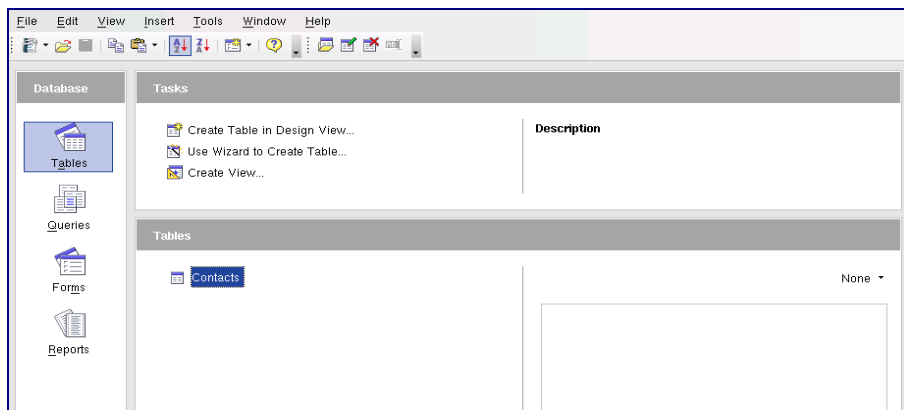 File Edit View Insert Tools Window Help
Database
Tasks
Tables
Queries
Forms
Reports
Create Table in Design View...
Use Wizard to Create Table...
Create View...
Description
Tables
Contacts
None